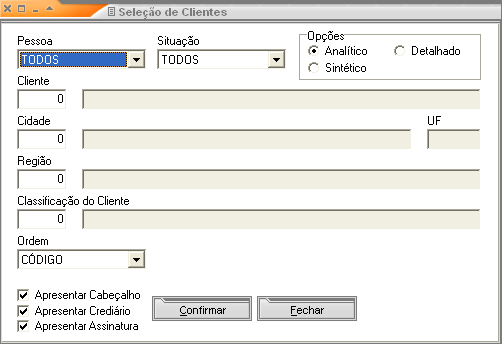 Seleção de Clientes
Pessoa Situação Opções
TODOS TODOS Analítico Detalhado
Sintético
Cliente
0
Cidade UF
0
Região
0
Classificação do Cliente
0
Ordem
CÓDIGO
Apresentar Cabeçalho
Apresentar Crediário Confirmar Fechar
Apresentar Assinatura